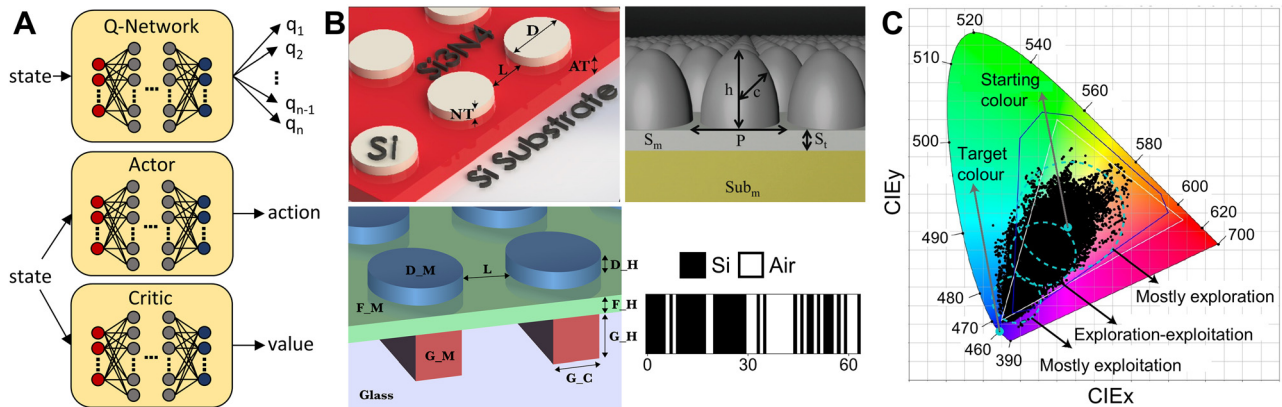 A
Q-Network
state
q1
q2
qn-1
qn
Actor
action
state
Critic
value
B
Si3N4
D
L
AT
NT
Si
Si Substrate
h
c
Sm
P
St
Subm
D_M
L
D_H
F_M
F_H
G_M
G_H
G_C
Glass
Si Air
0 30 60
C
520
510
540
Starting
colour
560
500
Target
colour
580
600
620
700
490
480
470
460
390
Mostly exploration
Exploration-exploitation
Mostly exploitation
CIEy
CIEx